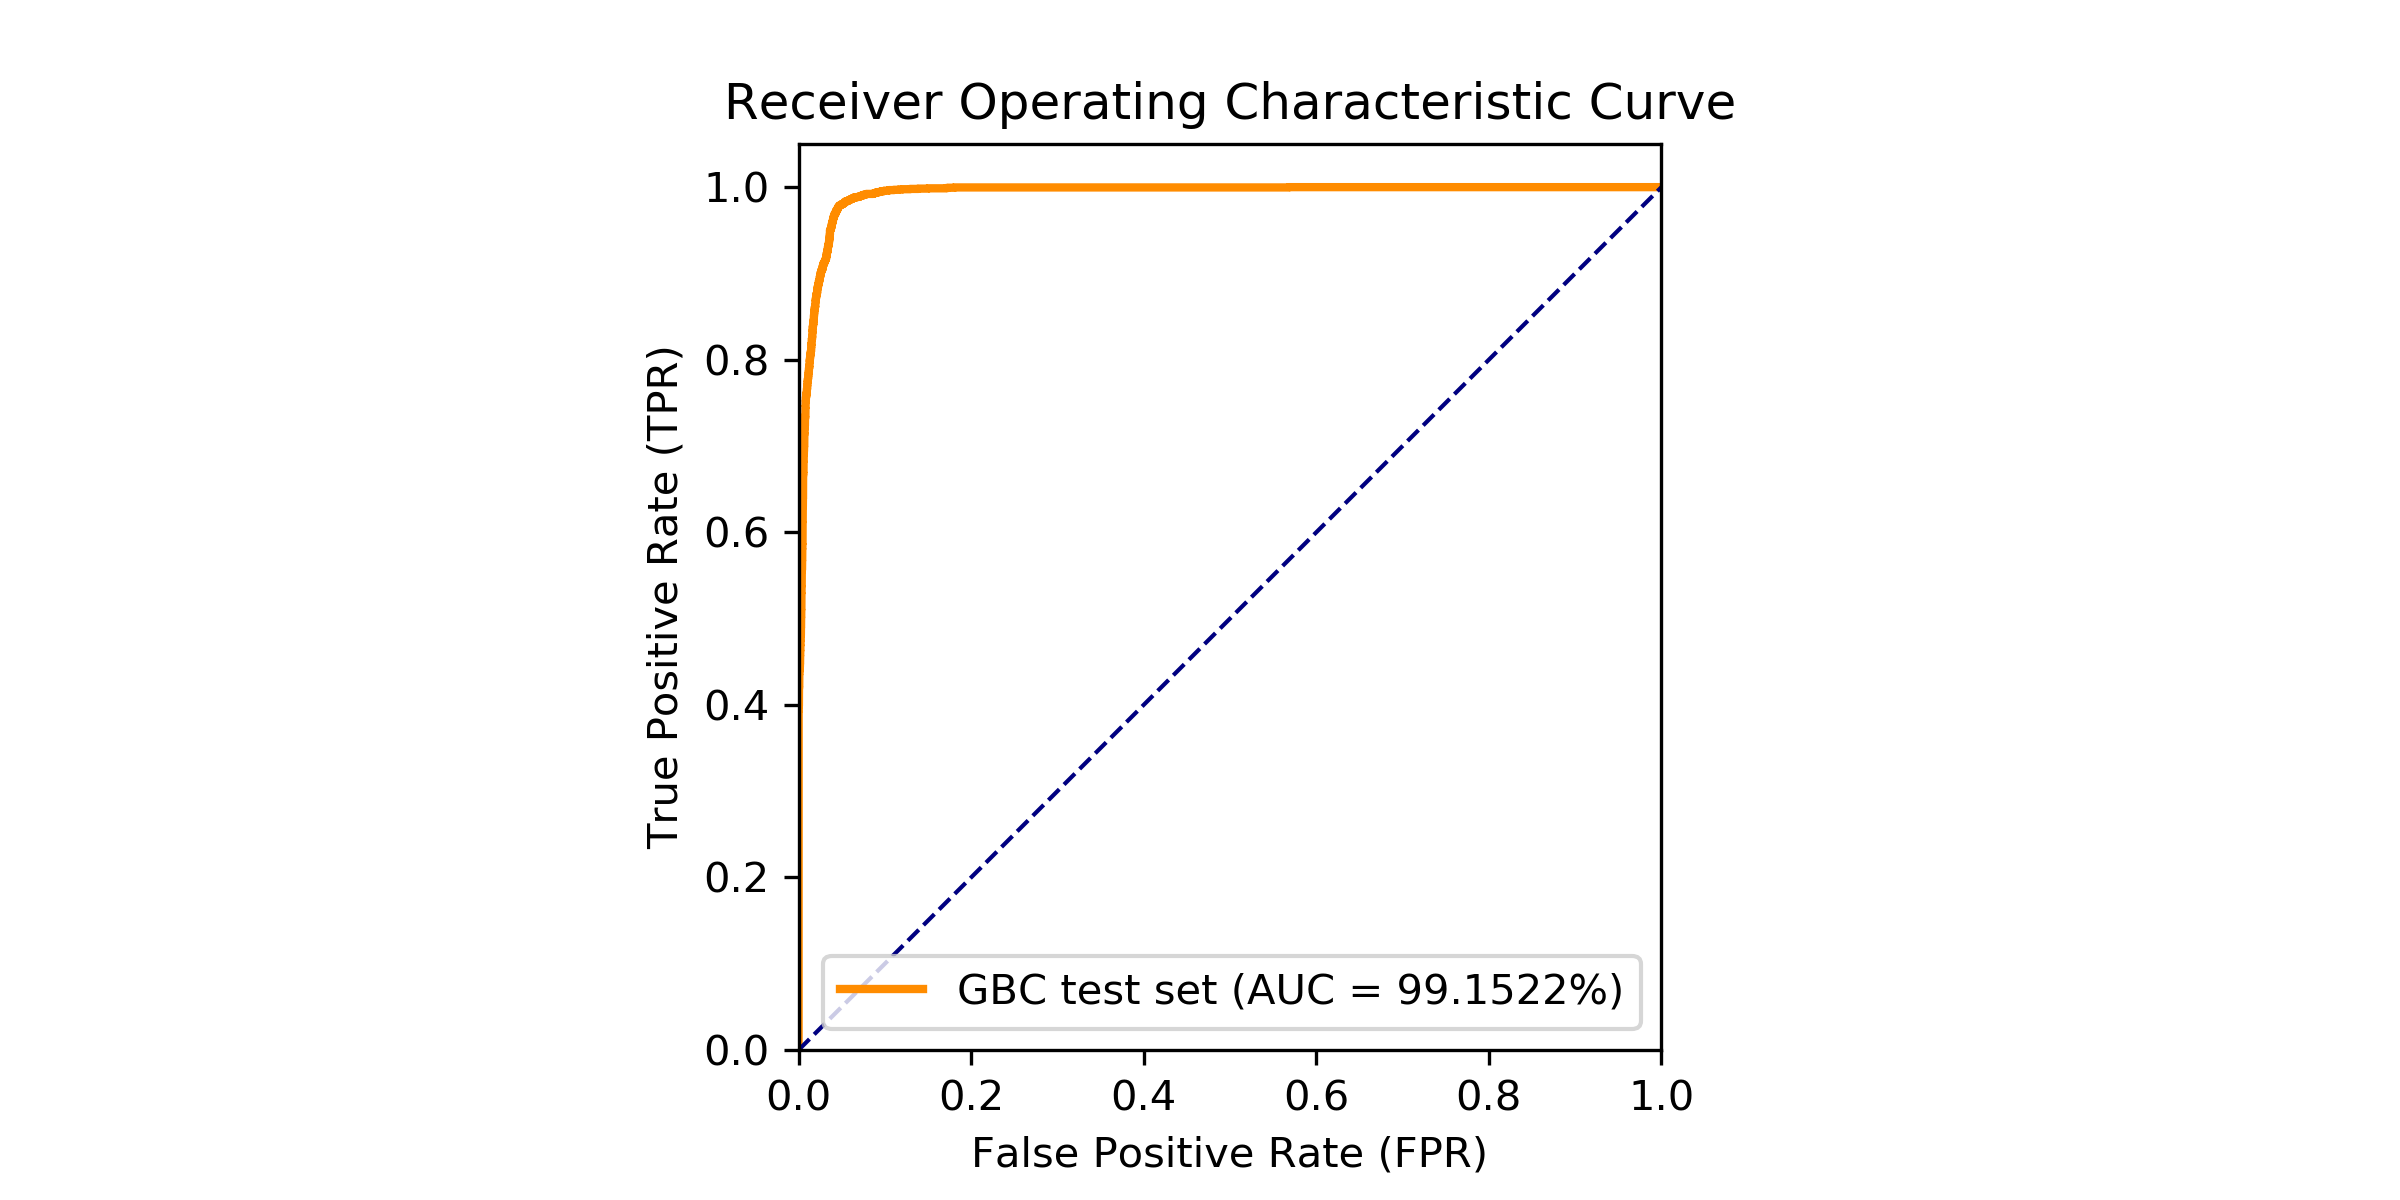 Receiver Operating Characteristic Curve
True Positive Rate (TPR)
1.0
0.8
0.6
0.4
0.2
0.0
GBC test set (AUC = 99.1522%)
0.0 0.2 0.4 0.6 0.8 1.0
False Positive Rate (FPR)